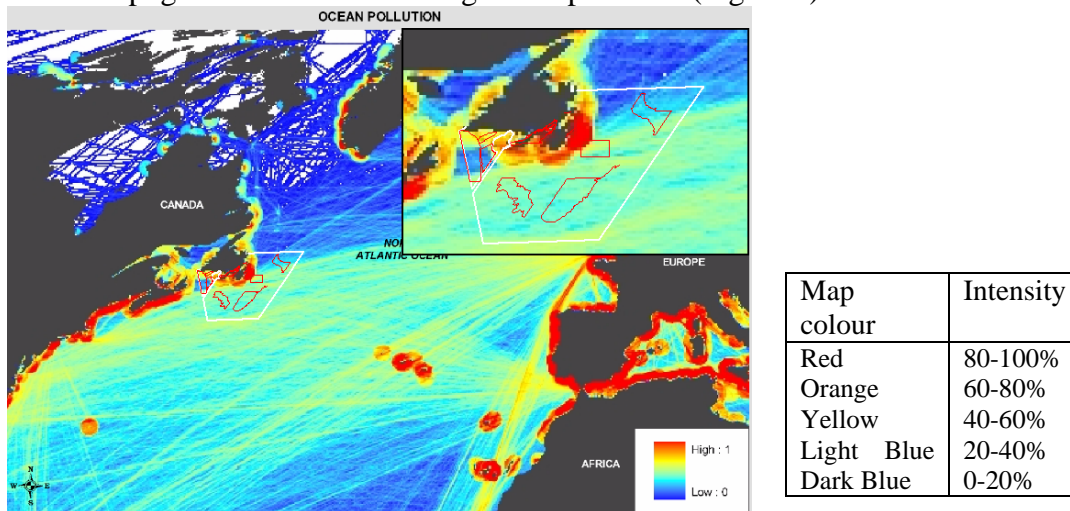 OCEAN POLLUTION
CANADA
ATLANTIC OCEAN
EUROPE
AFRICA
N
W E
S
High : 1
Low : 0
Map colour Intensity
Red 80-100%
Orange 60-80%
Yellow 40-60%
Light Blue 20-40%
Dark Blue 0-20%